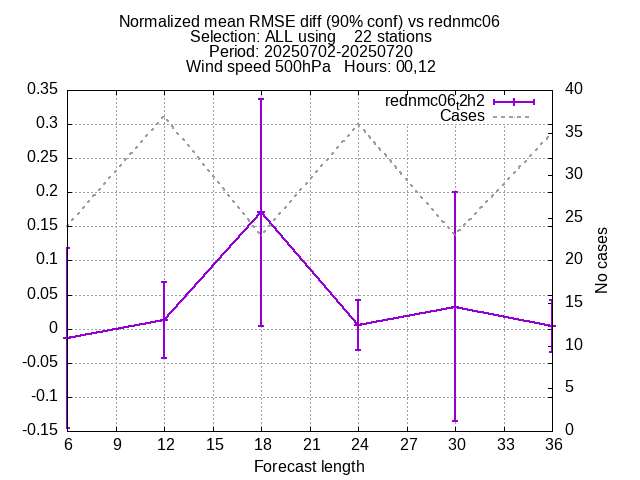 Normalized mean RMSE diff (90% conf) vs rednmc06
Selection: ALL using    22 stations
Period: 20250702-20250720
Wind speed 500hPa   Hours: 00,12
rednmc06_t2h2
Cases
0.35
0.3
0.25
0.2
0.15
0.1
0.05
0
-0.05
-0.1
-0.15
40
35
30
25
20
15
10
5
0
No cases
6 9 12 15 18 21 24 27 30 33 36
Forecast length